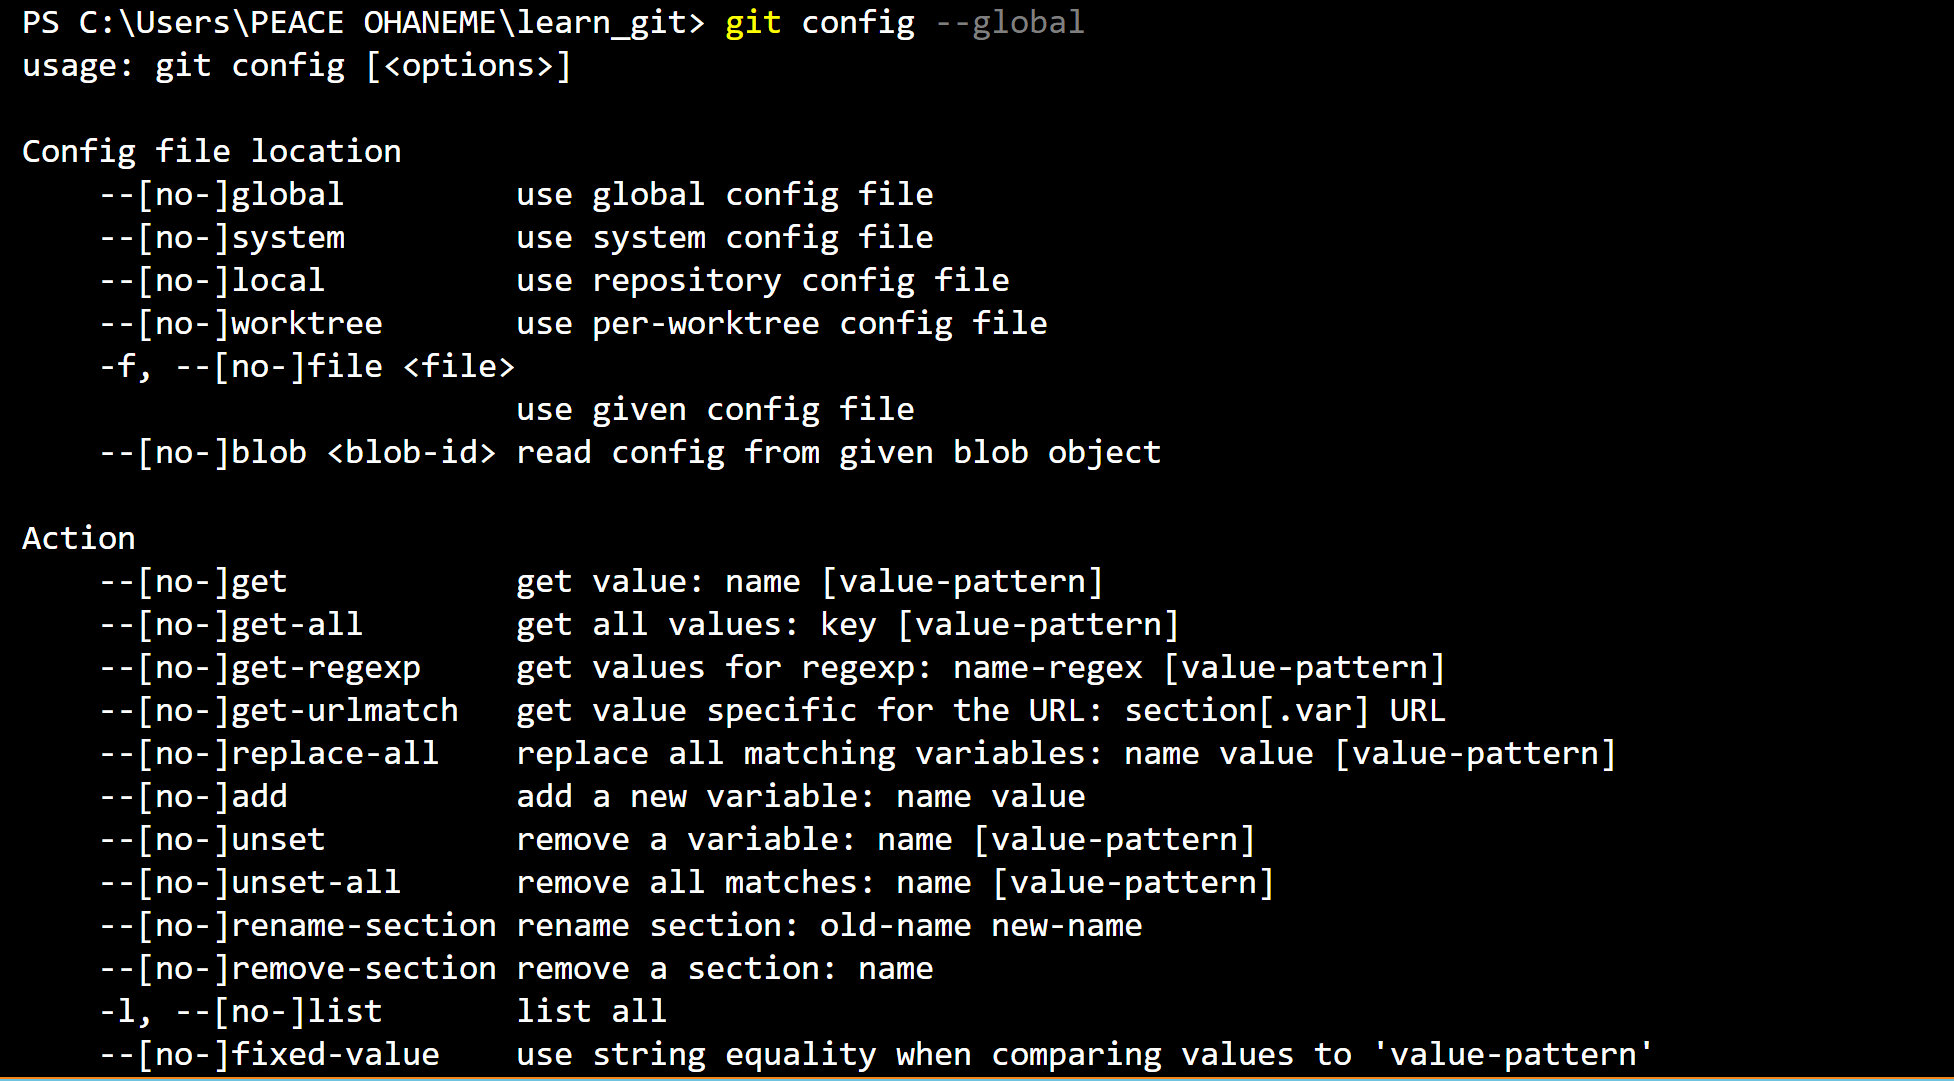 PS C:\Users\PEACE OHANEME\learn_git> git config --global
usage: git config [<options>]
Config file location
--[no-]global use global config file
--[no-]system use system config file
--[no-]local use repository config file
--[no-]worktree use per-worktree config file
-f, --[no-]file <file>
use given config file
--[no-]blob <blob-id> read config from given blob object
Action
--[no-]get get value: name [value-pattern]
--[no-]get-all get all values: key [value-pattern]
--[no-]get-regexp get values for regexp: name-regex [value-pattern]
--[no-]get-urlmatch get value specific for the URL: section[.var] URL
--[no-]replace-all replace all matching variables: name value [value-pattern]
--[no-]add add a new variable: name value
--[no-]unset remove a variable: name [value-pattern]
--[no-]unset-all remove all matches: name [value-pattern]
--[no-]rename-section rename section: old-name new-name
--[no-]remove-section remove a section: name
-l, --[no-]list list all
--[no-]fixed-value use string equality when comparing values to 'value-pattern'